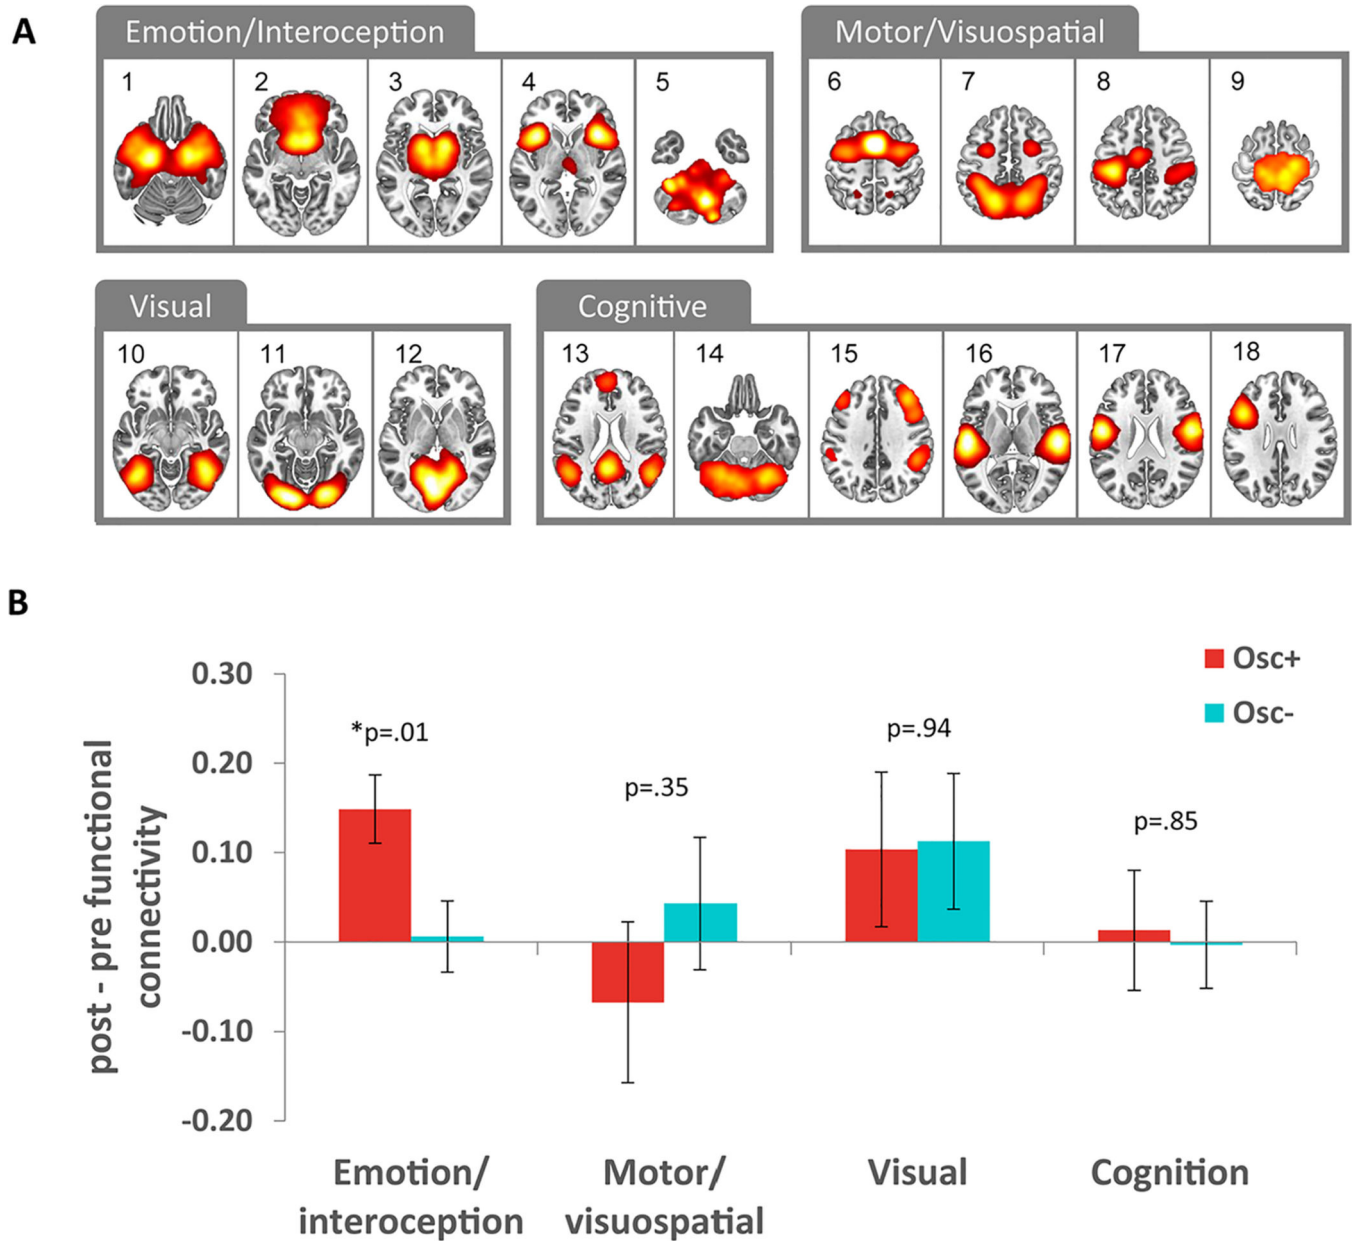 A
Emotion/Interoception
Motor/Visuospatial
1 2 3 4 5
6 7 8 9
Visual
Cognitive
10 11 12
13 14 15 16 17 18
B
Osc+
Osc-
0.30
0.20
0.10
0.00
-0.10
-0.20
post - pre functional
connectivity
*p=.01
p=.35
p=.94
p=.85
Emotion/
interoception
Motor/
visuospatial
Visual
Cognition